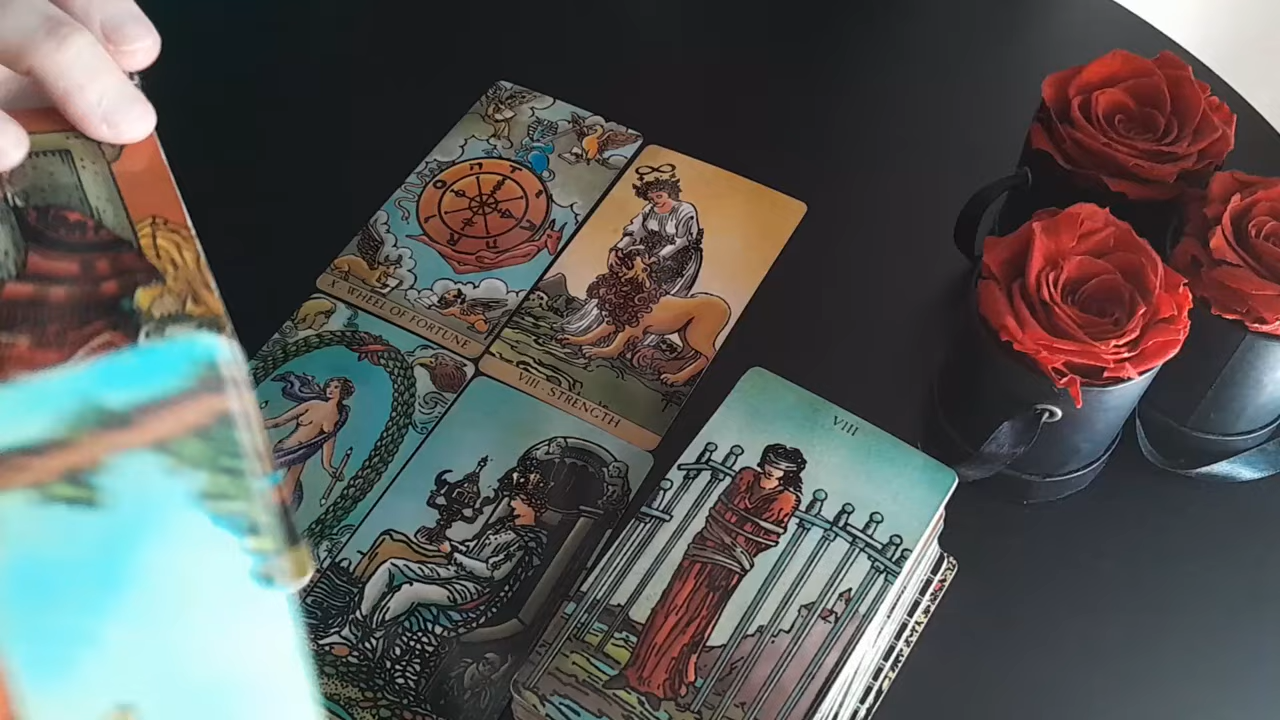 X · WHEEL OF FORTUNE
VIII · STRENGTH
VIII